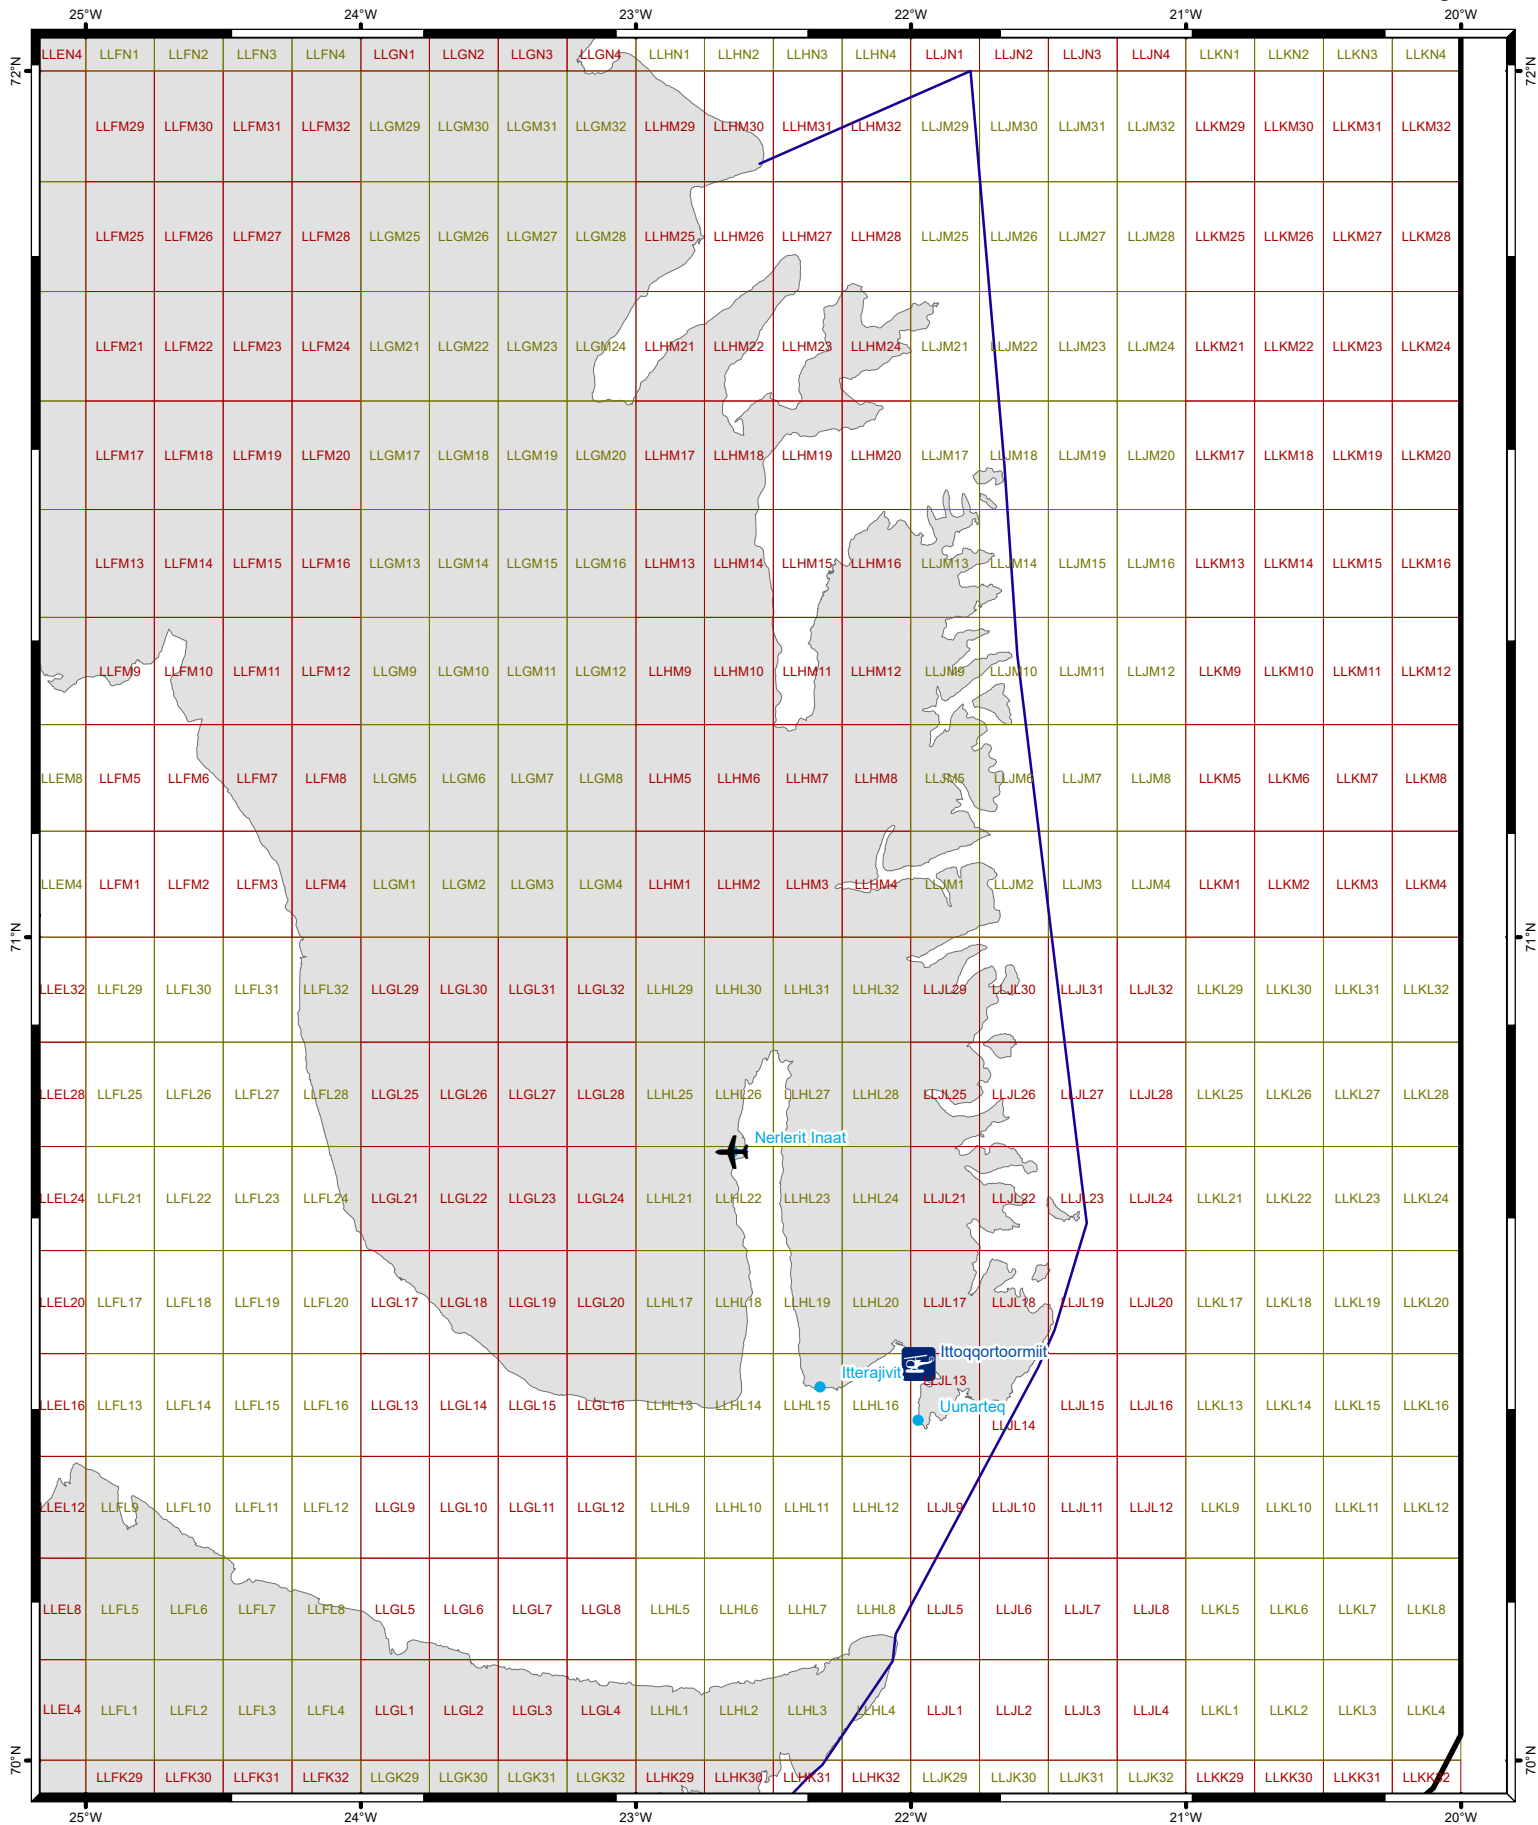 25°W 24°W 23°W 22°W 21°W 20°W
LLEN4 LLFN1 LLFN2 LLFN3 LLFN4 LLGN1 LLGN2 LLGN3 LLGN4 LLHN1 LLHN2 LLHN3 LLHN4 LLJN1 LLJN2 LLJN3 LLJN4 LLKN1 LLKN2 LLKN3 LLKN4
72°N 72°N
LLFM29 LLFM30 LLFM31 LLFM32 LLGM29 LLGM30 LLGM31 LLGM32 LLHM29 LLHM30 LLHM31 LLHM32 LLJM29 LLJM30 LLJM31 LLJM32 LLKM29 LLKM30 LLKM31 LLKM32
LLFM25 LLFM26 LLFM27 LLFM28 LLGM25 LLGM26 LLGM27 LLGM28 LLHM25 LLHM26 LLHM27 LLHM28 LLJM25 LLJM26 LLJM27 LLJM28 LLKM25 LLKM26 LLKM27 LLKM28
LLFM21 LLFM22 LLFM23 LLFM24 LLGM21 LLGM22 LLGM23 LLGM24 LLHM21 LLHM22 LLHM23 LLHM24 LLJM21 LLJM22 LLJM23 LLJM24 LLKM21 LLKM22 LLKM23 LLKM24
LLFM17 LLFM18 LLFM19 LLFM20 LLGM17 LLGM18 LLGM19 LLGM20 LLHM17 LLHM18 LLHM19 LLHM20 LLJM17 LLJM18 LLJM19 LLJM20 LLKM17 LLKM18 LLKM19 LLKM20
LLFM13 LLFM14 LLFM15 LLFM16 LLGM13 LLGM14 LLGM15 LLGM16 LLHM13 LLHM14 LLHM15 LLHM16 LLJM13 LLJM14 LLJM15 LLJM16 LLKM13 LLKM14 LLKM15 LLKM16
LLFM9 LLFM10 LLFM11 LLFM12 LLGM9 LLGM10 LLGM11 LLGM12 LLHM9 LLHM10 LLHM11 LLHM12 LLJM9 LLJM10 LLJM11 LLJM12 LLKM9 LLKM10 LLKM11 LLKM12
LLEM8 LLFM5 LLFM6 LLFM7 LLFM8 LLGM5 LLGM6 LLGM7 LLGM8 LLHM5 LLHM6 LLHM7 LLHM8 LLJM5 LLJM6 LLJM7 LLJM8 LLKM5 LLKM6 LLKM7 LLKM8
LLEM4 LLFM1 LLFM2 LLFM3 LLFM4 LLGM1 LLGM2 LLGM3 LLGM4 LLHM1 LLHM2 LLHM3 LLHM4 LLJM1 LLJM2 LLJM3 LLJM4 LLKM1 LLKM2 LLKM3 LLKM4
71°N 71°N
LLEL32 LLFL29 LLFL30 LLFL31 LLFL32 LLGL29 LLGL30 LLGL31 LLGL32 LLHL29 LLHL30 LLHL31 LLHL32 LLJL29 LLJL30 LLJL31 LLJL32 LLKL29 LLKL30 LLKL31 LLKL32
LLEL28 LLFL25 LLFL26 LLFL27 LLFL28 LLGL25 LLGL26 LLGL27 LLGL28 LLHL25 LLHL26 LLHL27 LLHL28 LLJL25 LLJL26 LLJL27 LLJL28 LLKL25 LLKL26 LLKL27 LLKL28
Nerlerit Inaat
LLEL24 LLFL21 LLFL22 LLFL23 LLFL24 LLGL21 LLGL22 LLGL23 LLGL24 LLHL21 LLHL22 LLHL23 LLHL24 LLJL21 LLJL22 LLJL23 LLJL24 LLKL21 LLKL22 LLKL23 LLKL24
LLEL20 LLFL17 LLFL18 LLFL19 LLFL20 LLGL17 LLGL18 LLGL19 LLGL20 LLHL17 LLHL18 LLHL19 LLHL20 LLJL17 LLJL18 LLJL19 LLJL20 LLKL17 LLKL18 LLKL19 LLKL20
Ittoqqortoormiit
Itterajivit
LLJL13
LLEL16 LLFL13 LLFL14 LLFL15 LLFL16 LLGL13 LLGL14 LLGL15 LLGL16 LLHL13 LLHL14 LLHL15 LLHL16 Uunarteq LLJL15 LLJL16 LLKL13 LLKL14 LLKL15 LLKL16
LLJL14
LLEL12 LLFL9 LLFL10 LLFL11 LLFL12 LLGL9 LLGL10 LLGL11 LLGL12 LLHL9 LLHL10 LLHL11 LLHL12 LLJL9 LLJL10 LLJL11 LLJL12 LLKL9 LLKL10 LLKL11 LLKL12
LLEL8 LLFL5 LLFL6 LLFL7 LLFL8 LLGL5 LLGL6 LLGL7 LLGL8 LLHL5 LLHL6 LLHL7 LLHL8 LLJL5 LLJL6 LLJL7 LLJL8 LLKL5 LLKL6 LLKL7 LLKL8
LLEL4 LLFL1 LLFL2 LLFL3 LLFL4 LLGL1 LLGL2 LLGL3 LLGL4 LLHL1 LLHL2 LLHL3 LLHL4 LLJL1 LLJL2 LLJL3 LLJL4 LLKL1 LLKL2 LLKL3 LLKL4
70°N 70°N
LLFK29 LLFK30 LLFK31 LLFK32 LLGK29 LLGK30 LLGK31 LLGK32 LLHK29 LLHK30 LLHK31 LLHK32 LLJK29 LLJK30 LLJK31 LLJK32 LLKK29 LLKK30 LLKK31 LLKK32
25°W 24°W 23°W 22°W 21°W 20°W